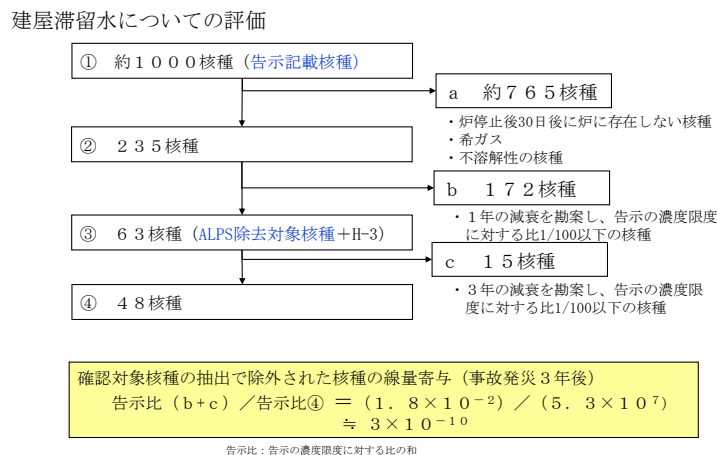 建屋滞留水についての評価
① 約１０００核種（告示記載核種）
a 約７６５核種
・炉停止後30日後に炉に存在しない核種
・希ガス
・不溶解性の核種
② ２３５核種
b １７２核種
・１年の減衰を勘案し、告示の濃度限度
に対する比1/100以下の核種
③ ６３核種（ALPS除去対象核種＋H-3）
c １５核種
・３年の減衰を勘案し、告示の濃度限
度に対する比1/100以下の核種
④ ４８核種
確認対象核種の抽出で除外された核種の線量寄与（事故発災３年後）
告示比（b+c）／告示比④ ＝（１．８×１０⁻²）／（５．３×１０⁷）
≒ ３×１０⁻¹⁰
告示比：告示の濃度限度に対する比の和